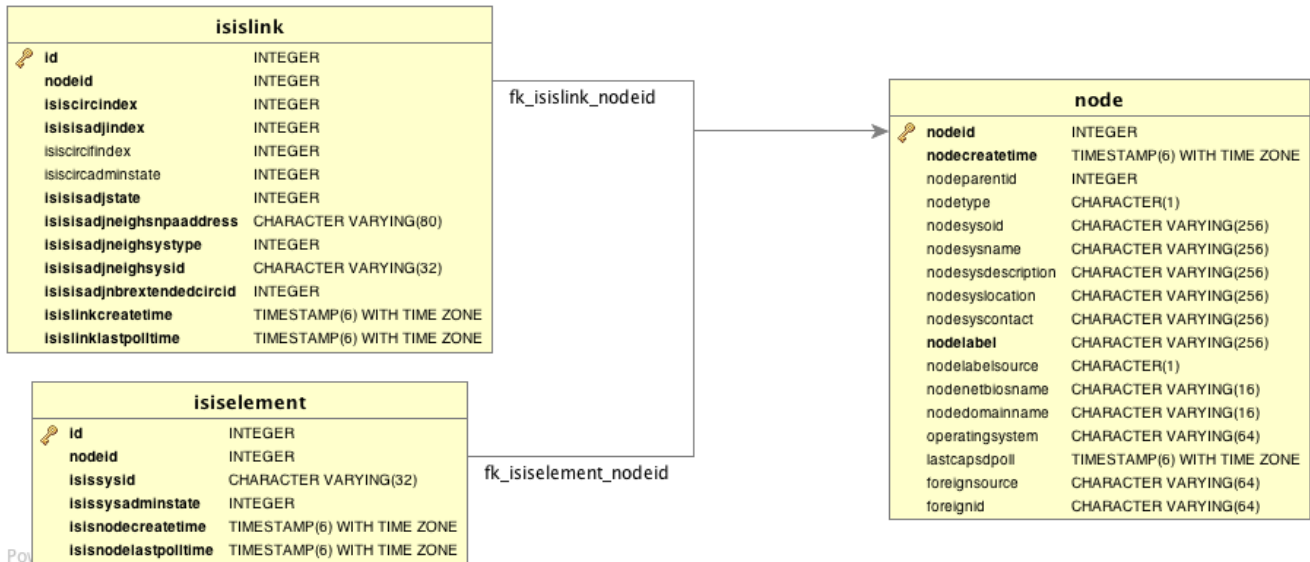 isislink
id INTEGER
nodeid INTEGER
isiscircindex INTEGER
isisisadjindex INTEGER
isiscircifindex INTEGER
isiscircadminstate INTEGER
isisisadjstate INTEGER
isisisadjneighsnpaaddress CHARACTER VARYING(80)
isisisadjneighsystype INTEGER
isisisadjneighsysid CHARACTER VARYING(32)
isisisadjnbrextendedcircid INTEGER
isislinkcreatetime TIMESTAMP(6) WITH TIME ZONE
isislinklastpolltime TIMESTAMP(6) WITH TIME ZONE
fk_isislink_nodeid
isiselement
id INTEGER
nodeid INTEGER
isissysid CHARACTER VARYING(32)
isissysadminstate INTEGER
isisnodecreatetime TIMESTAMP(6) WITH TIME ZONE
isisnodelastpolltime TIMESTAMP(6) WITH TIME ZONE
fk_isiselement_nodeid
node
nodeid INTEGER
nodecreatetime TIMESTAMP(6) WITH TIME ZONE
nodeparentid INTEGER
nodetype CHARACTER(1)
nodesysoid CHARACTER VARYING(256)
nodesysname CHARACTER VARYING(256)
nodesysdescription CHARACTER VARYING(256)
nodesyslocation CHARACTER VARYING(256)
nodesyscontact CHARACTER VARYING(256)
nodelabel CHARACTER VARYING(256)
nodelabelsource CHARACTER(1)
nodenetbiosname CHARACTER VARYING(16)
nodedomainname CHARACTER VARYING(16)
operatingsystem CHARACTER VARYING(64)
lastcapsdpoll TIMESTAMP(6) WITH TIME ZONE
foreignsource CHARACTER VARYING(64)
foreignid CHARACTER VARYING(64)